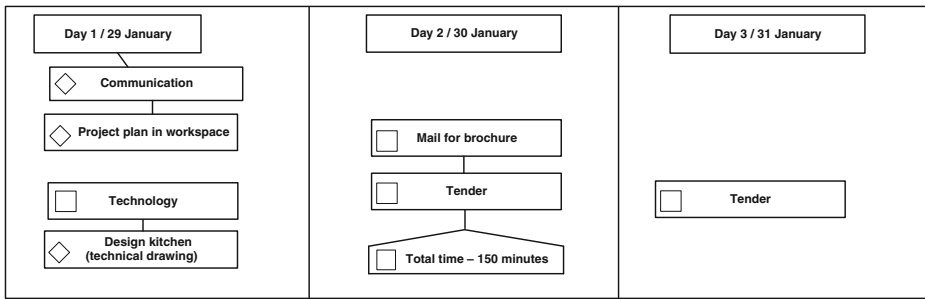 Day 1 / 29 January
Communication
Project plan in workspace
Technology
Design kitchen
(technical drawing)
Day 2 / 30 January
Mail for brochure
Tender
Total time – 150 minutes
Day 3 / 31 January
Tender